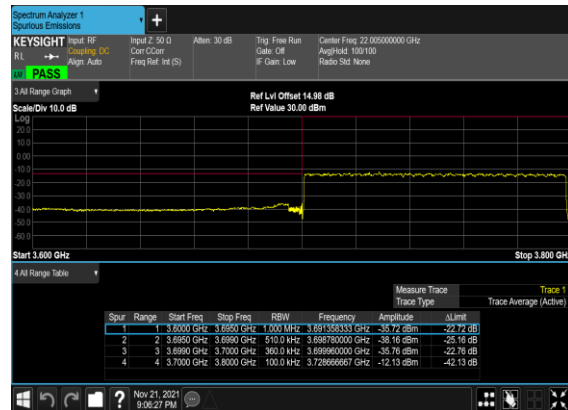 Spectrum Analyzer 1
Spurious Emissions
+
KEYSIGHT Input: RF Input Z: 50 Ω Atten: 30 dB Trig: Free Run Center Freq: 22.005000000 GHz
RL Coupling: DC Corr CCorr Gate: Off Avg|Hold: 100/100
Align: Auto Freq Ref: Int (S) IF Gain: Low Radio Std: None
PASS
3 All Range Graph Ref Lvl Offset 14.98 dB
Scale/Div 10.0 dB Ref Value 30.00 dBm
Log
20.0
10.0
0.00
-10.0
-20.0
-30.0
-40.0
-50.0
-60.0
Start 3.600 GHz Stop 3.800 GHz
4 All Range Table
Measure Trace Trace 1
Trace Type Trace Average (Active)
Spur Range Start Freq Stop Freq RBW Frequency Amplitude ΔLimit
1 1 3.6000 GHz 3.6950 GHz 1.000 MHz 3.691358333 GHz -35.72 dBm -22.72 dB
2 2 3.6950 GHz 3.6990 GHz 510.0 kHz 3.698780000 GHz -38.16 dBm -25.16 dB
3 3 3.6990 GHz 3.7000 GHz 360.0 kHz 3.699960000 GHz -35.76 dBm -22.76 dB
4 4 3.7000 GHz 3.8000 GHz 100.0 kHz 3.728666667 GHz -12.13 dBm -42.13 dB
? Nov 21, 2021
9:06:27 PM